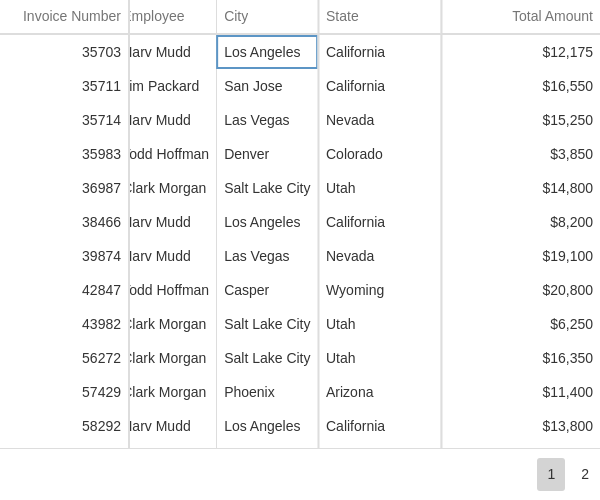 Invoice Number mployee City State Total Amount
35703 arv Mudd Los Angeles California $12,175
35711 im Packard San Jose California $16,550
35714 arv Mudd Las Vegas Nevada $15,250
35983 odd Hoffman Denver Colorado $3,850
36987 lark Morgan Salt Lake City Utah $14,800
38466 arv Mudd Los Angeles California $8,200
39874 arv Mudd Las Vegas Nevada $19,100
42847 odd Hoffman Casper Wyoming $20,800
43982 lark Morgan Salt Lake City Utah $6,250
56272 lark Morgan Salt Lake City Utah $16,350
57429 lark Morgan Phoenix Arizona $11,400
58292 arv Mudd Los Angeles California $13,800
1 2